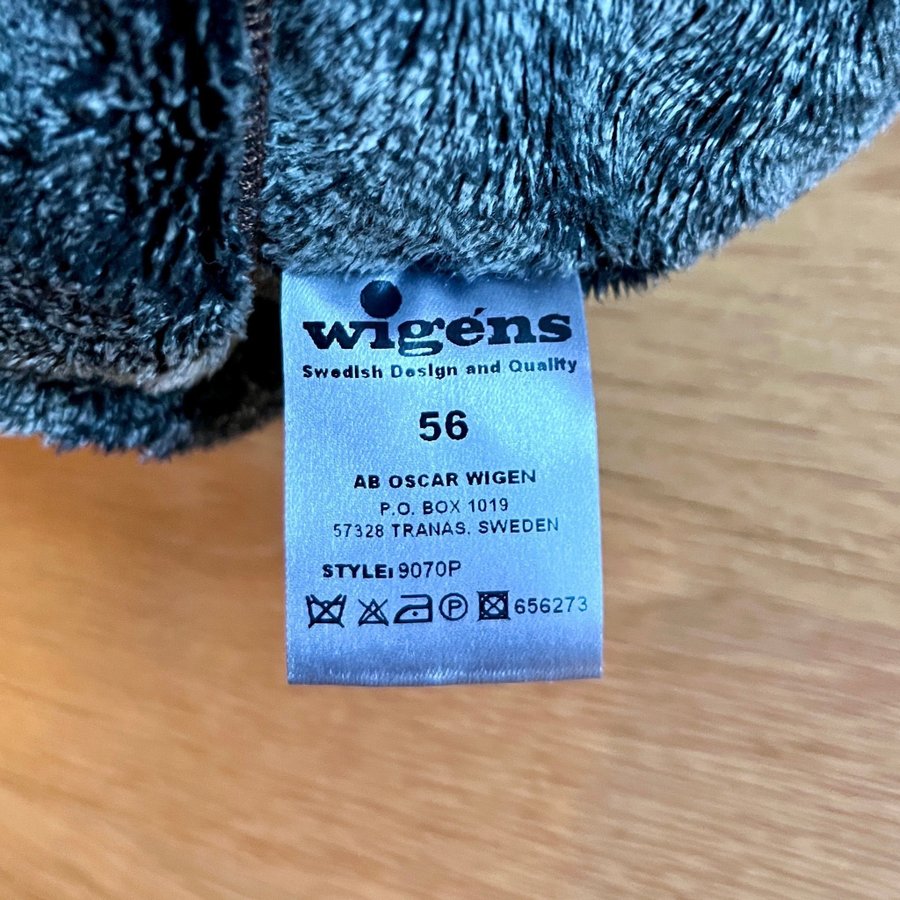 wigéns
Swedish Design and Quality
56
AB OSCAR WIGEN
P.O. BOX 1019
57328 TRANAS. SWEDEN
STYLE: 9070P
P 656273